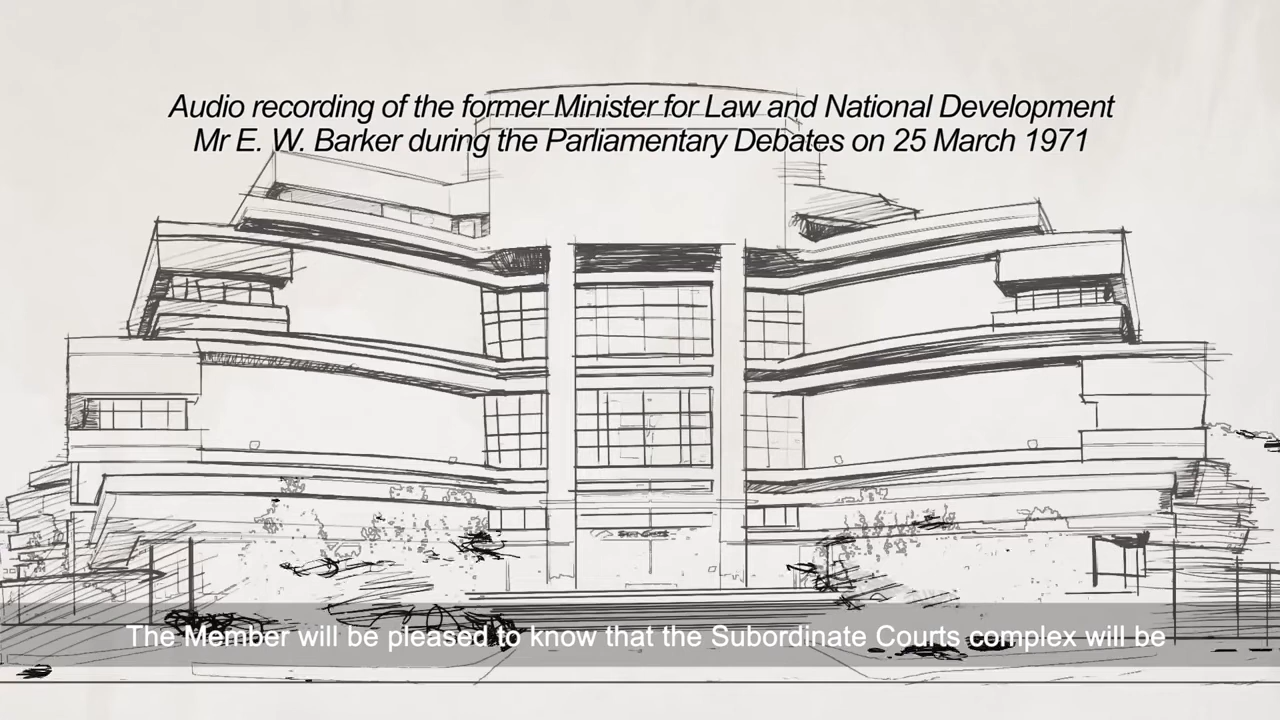 Audio recording of the former Minister for Law and National Development
Mr E. W. Barker during the Parliamentary Debates on 25 March 1971
The Member will be pleased to know that the Subordinate Courts complex will be